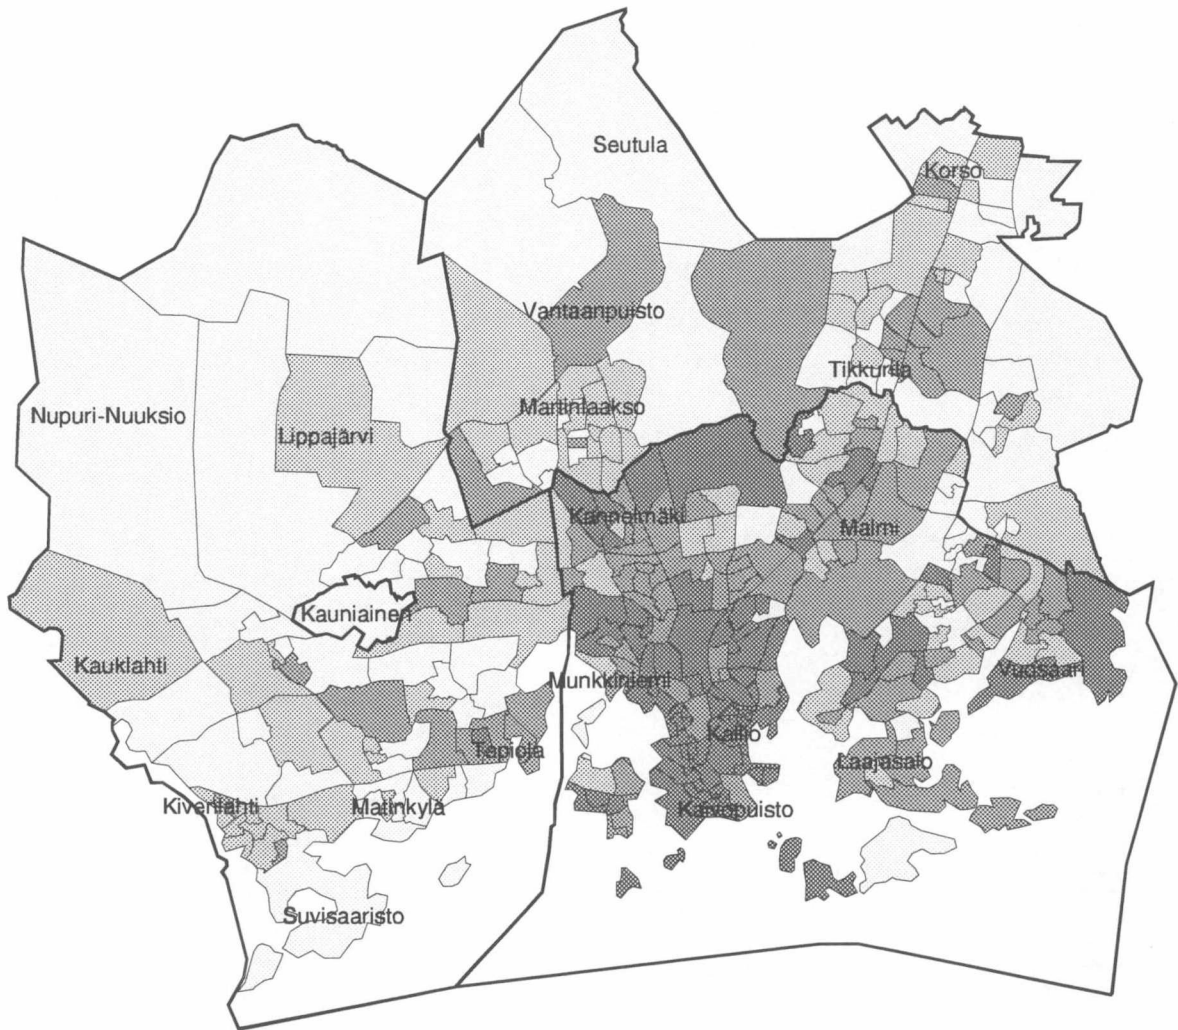 Seutula
Korso
Vantaanpuisto
Tikkurila
Martinlaakso
Nupuri-Nuuksio
Lippajärvi
Kannelmäki
Malmi
Kauniainen
Kauklahti
Munkkiniemi
Vuosaari
Kallio
Tapiola
Laajasalo
Kivenlahti
Matinkylä
Kaivopuisto
Suvisaaristo